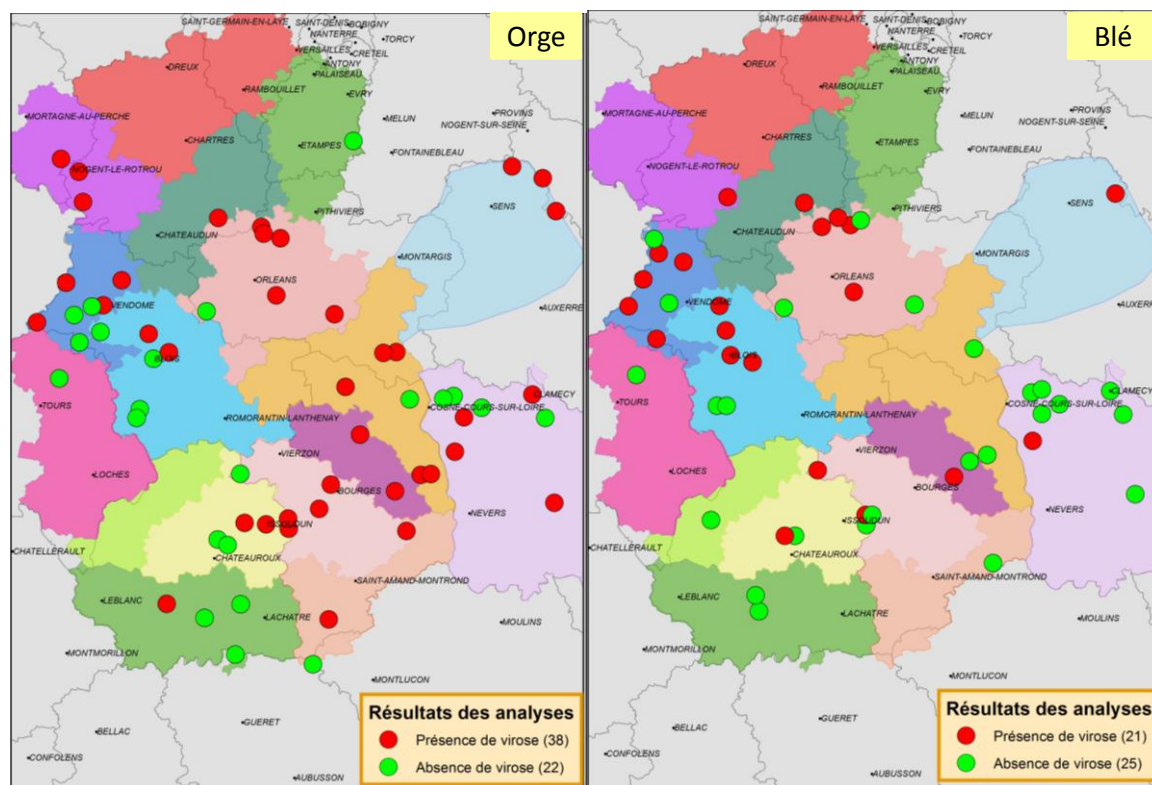 Orge
SAINT-GERMAIN-EN-LAYE
SAINT-DENIS
BOBIGNY
NANTERRE
TORCY
VERSAILLES
CRETEIL
ANTONY
DREUX
PALAISEAU
RAMBOUILLET
EVRY
MORTAGNE-AU-PERCHE
MELUN
PROVINS
NOGENT-SUR-SEINE
CHARTRES
ETAMPES
FONTAINEBLEAU
NOGENT-LE-ROTROU
SENS
PITHIVIERS
CHATEAUDUN
MONTARGIS
ORLEANS
VENDOME
AUXERRE
BLOIS
CLAMECY
TOURS
COSNE-COURS-SUR-LOIRE
ROMORANTIN-LANTHENAY
VIERZON
LOCHES
BOURGES
NEVERS
ISSOUDUN
CHATELLERAULT
CHATEAUROUX
SAINT-AMAND-MONTROND
LEBLANC
LACHATRE
MOULINS
MONTMORILLON
MONTLUCON
GUERET
BELLAC
CONFOLENS
AUBUSSON
Résultats des analyses
Présence de virose (38)
Absence de virose (22)
Blé
SAINT-GERMAIN-EN-LAYE
SAINT-DENIS
BOBIGNY
NANTERRE
TORCY
VERSAILLES
CRETEIL
ANTONY
DREUX
PALAISEAU
RAMBOUILLET
EVRY
MORTAGNE-AU-PERCHE
MELUN
PROVINS
NOGENT-SUR-SEINE
CHARTRES
ETAMPES
FONTAINEBLEAU
NOGENT-LE-ROTROU
SENS
PITHIVIERS
CHATEAUDUN
MONTARGIS
ORLEANS
VENDOME
AUXERRE
BLOIS
CLAMECY
TOURS
COSNE-COURS-SUR-LOIRE
ROMORANTIN-LANTHENAY
VIERZON
LOCHES
BOURGES
NEVERS
ISSOUDUN
CHATELLERAULT
CHATEAUROUX
SAINT-AMAND-MONTROND
LEBLANC
LACHATRE
MOULINS
MONTMORILLON
MONTLUCON
GUERET
BELLAC
CONFOLENS
AUBUSSON
Résultats des analyses
Présence de virose (21)
Absence de virose (25)